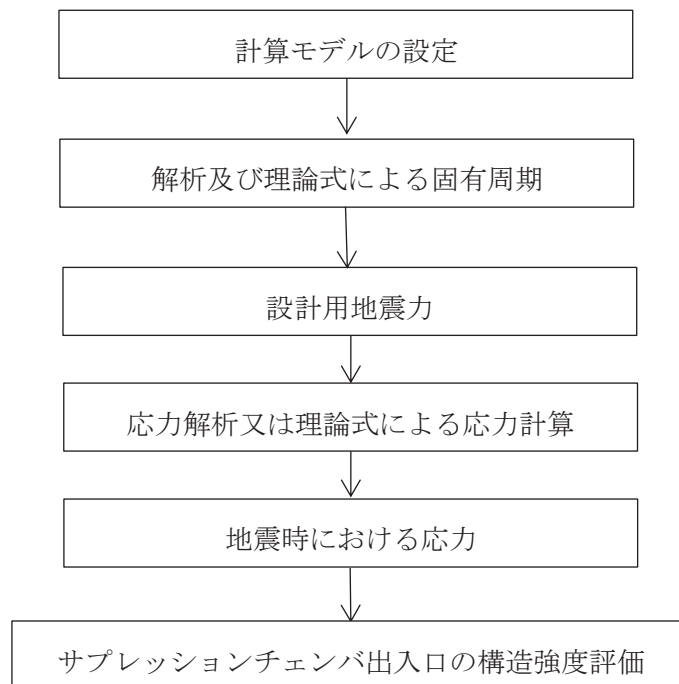 計算モデルの設定
解析及び理論式による固有周期
設計用地震力
応力解析又は理論式による応力計算
地震時における応力
サプレッションチェンバ出入口の構造強度評価